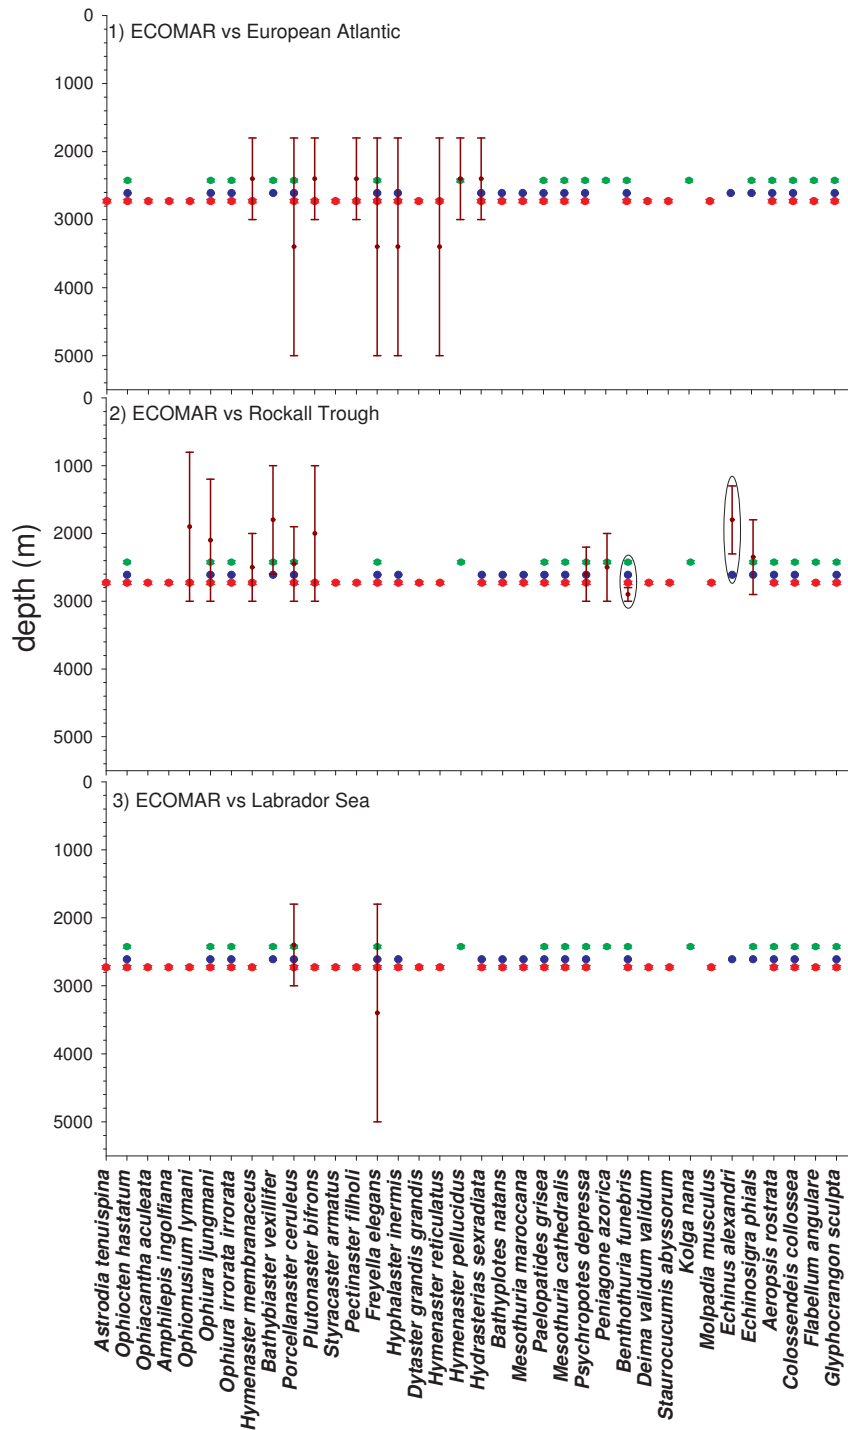 0
1) ECOMAR vs European Atlantic
1000
2000
3000
4000
5000
0
2) ECOMAR vs Rockall Trough
1000
2000
3000
4000
5000
depth (m)
0
3) ECOMAR vs Labrador Sea
1000
2000
3000
4000
5000
Astrodia tenuispina
Ophiocten hastatum
Ophiacantha aculeata
Amphilepis ingolfiana
Ophiomusium lymani
Ophiura ljungmani
Ophiura irrorata irrorata
Hymenaster membranaceus
Bathybiaster vexillifer
Porcellanaster ceruleus
Plutonaster bifrons
Styracaster armatus
Pectinaster filholi
Freyella elegans
Hyphalaster inermis
Dytaster grandis grandis
Hymenaster reticulatus
Hymenaster pellucidus
Hydrasterias sexradiata
Bathyplotes natans
Mesothuria maroccana
Paelopatides grisea
Mesothuria cathedralis
Psychropotes depressa
Peniagone azorica
Benthothuria funebris
Deima validum validum
Staurocucumis abyssorum
Kolga nana
Molpadia musculus
Echinus alexandri
Echinosigra phials
Aeropsis rostrata
Colossendeis collossea
Flabellum angulare
Glyphocrangon sculpta